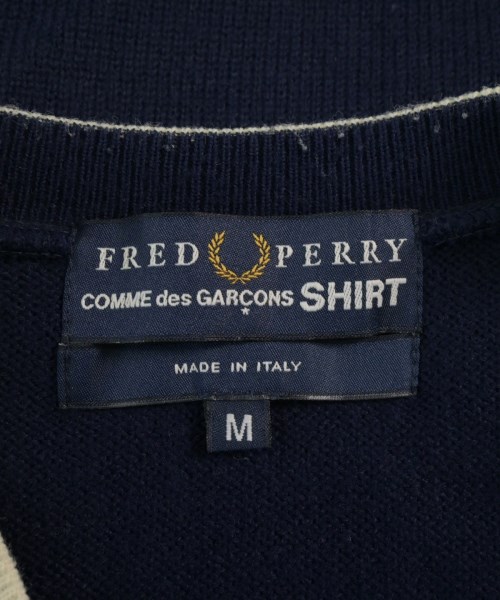 FRED PERRY
COMME des GARÇONS SHIRT
*
MADE IN ITALY
M